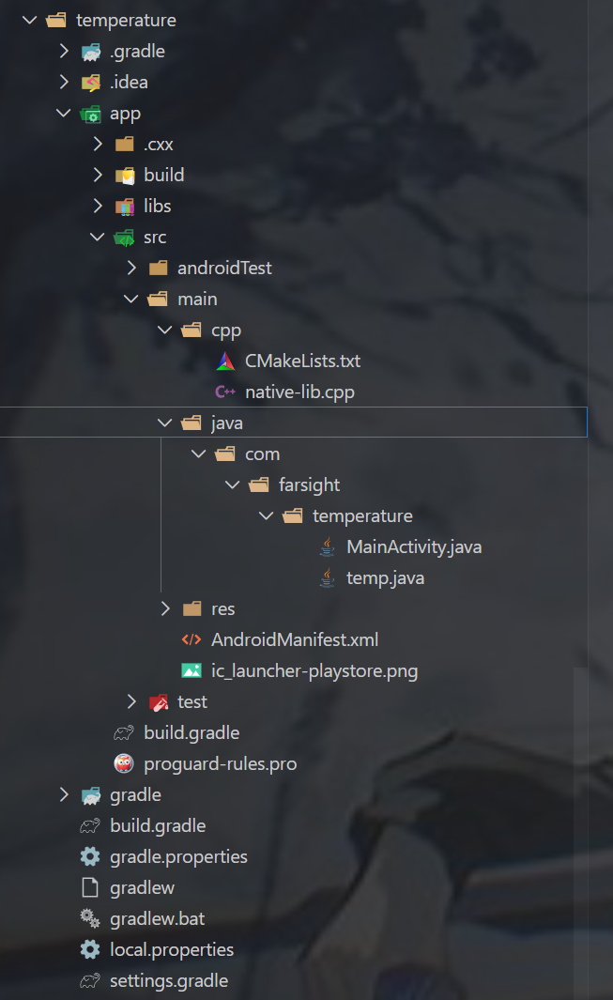 temperature
.gradle
.idea
app
.cxx
build
libs
src
androidTest
main
cpp
CMakeLists.txt
C++ native-lib.cpp
java
com
farsight
temperature
MainActivity.java
temp.java
res
AndroidManifest.xml
ic_launcher-playstore.png
test
build.gradle
proguard-rules.pro
gradle
build.gradle
gradle.properties
gradlew
gradlew.bat
local.properties
settings.gradle